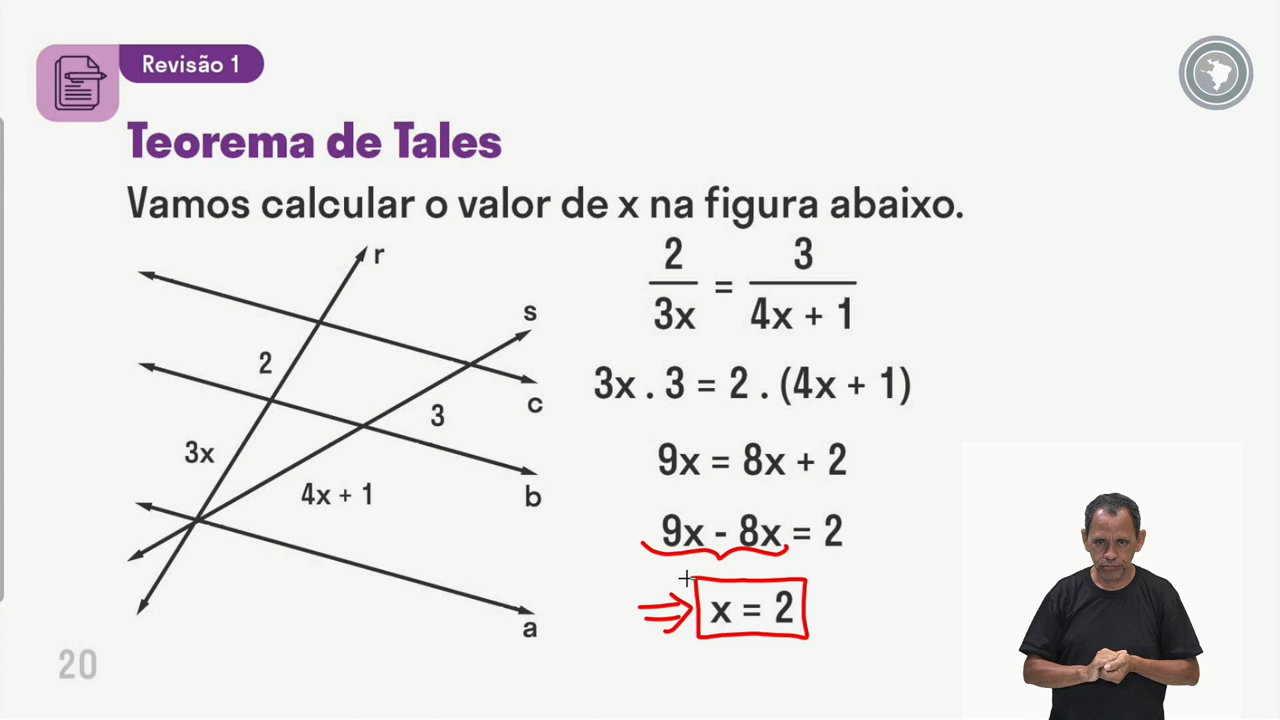 Revisão 1
Teorema de Tales
Vamos calcular o valor de x na figura abaixo.
r
s
2
c
3
3x
4x + 1
b
a
2/3x = 3/4x + 1
3x . 3 = 2 . (4x + 1)
9x = 8x + 2
9x - 8x = 2
x = 2
20